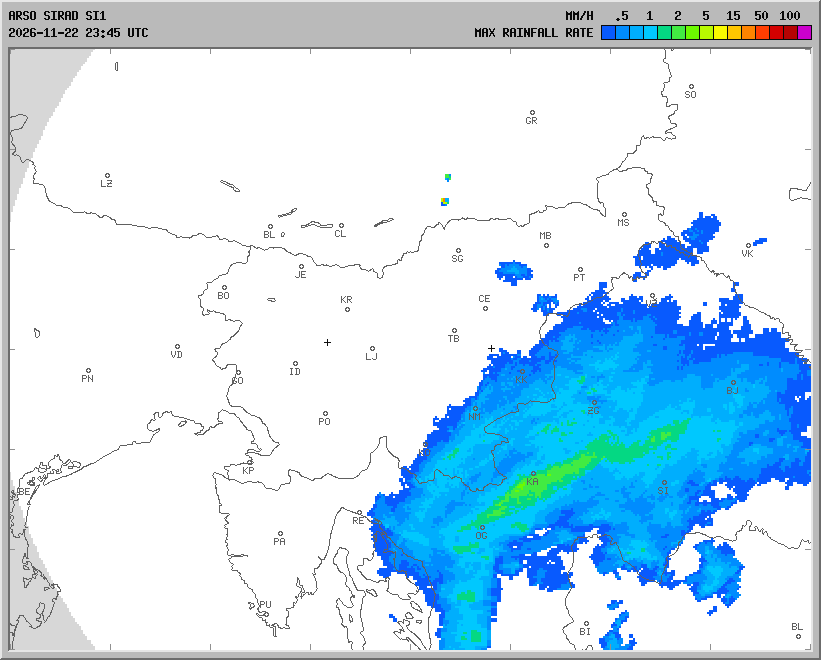 ARSO SIRAD SI1
2026-11-22 23:45 UTC
MM/H .5 1 2 5 15 50 100
MAX RAINFALL RATE
SO
GR
LZ
MS
BL
CL
MB
VK
SG
JE
PT
BO
KR
CE
TB
VD
LJ
PN
GO
ID
KK
BJ
NM
ZG
PO
KP
KA
BE
SI
RE
OG
PA
PU
BI
BL